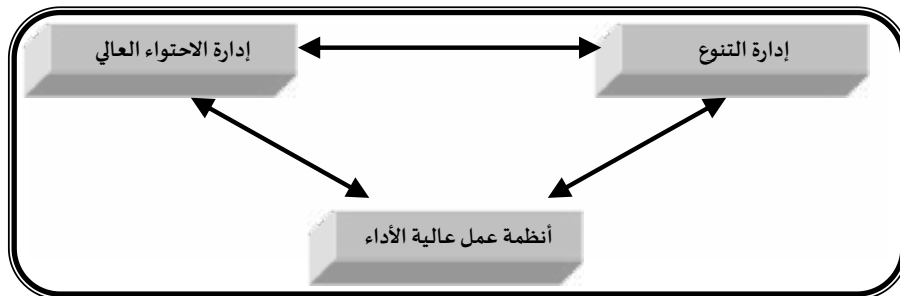 إدارة التنوع
إدارة الاحتواء العالي
أنظمة عمل عالية الأداء